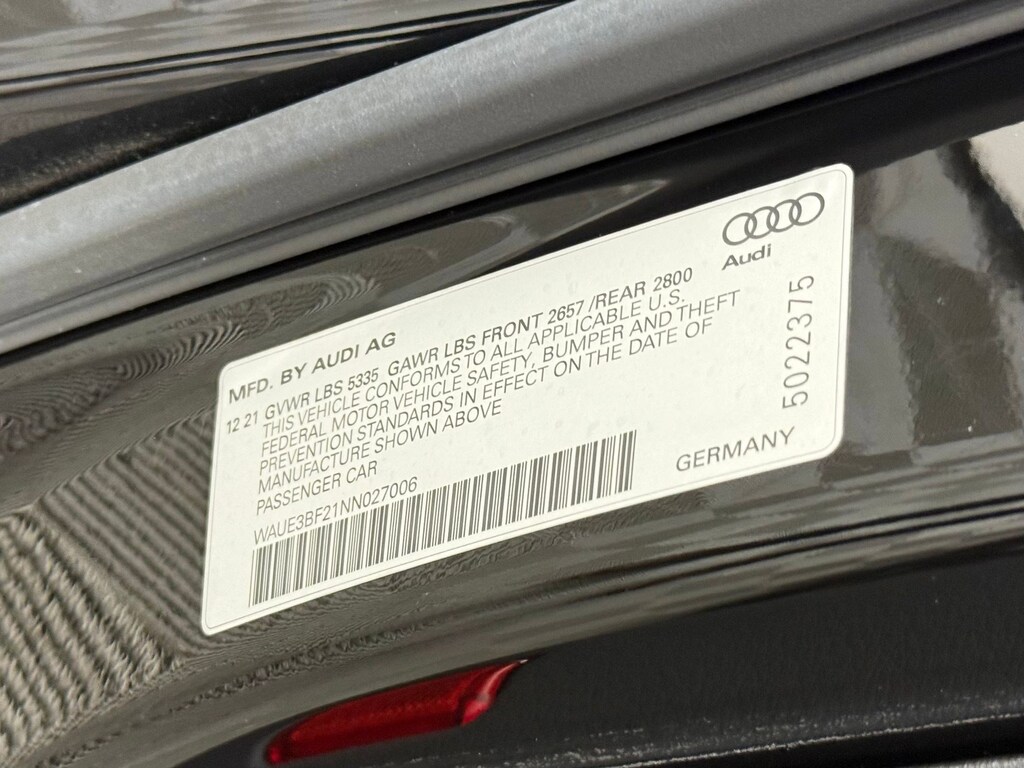 Audi
MFD. BY AUDI AG
12 21 GVWR LBS 5335 GAWR LBS FRONT 2657 /REAR 2800
THIS VEHICLE CONFORMS TO ALL APPLICABLE U.S.
FEDERAL MOTOR VEHICLE SAFETY, BUMPER AND THEFT
PREVENTION STANDARDS IN EFFECT ON THE DATE OF
MANUFACTURE SHOWN ABOVE
PASSENGER CAR
WAUE3BF21NN027006
GERMANY
50223750